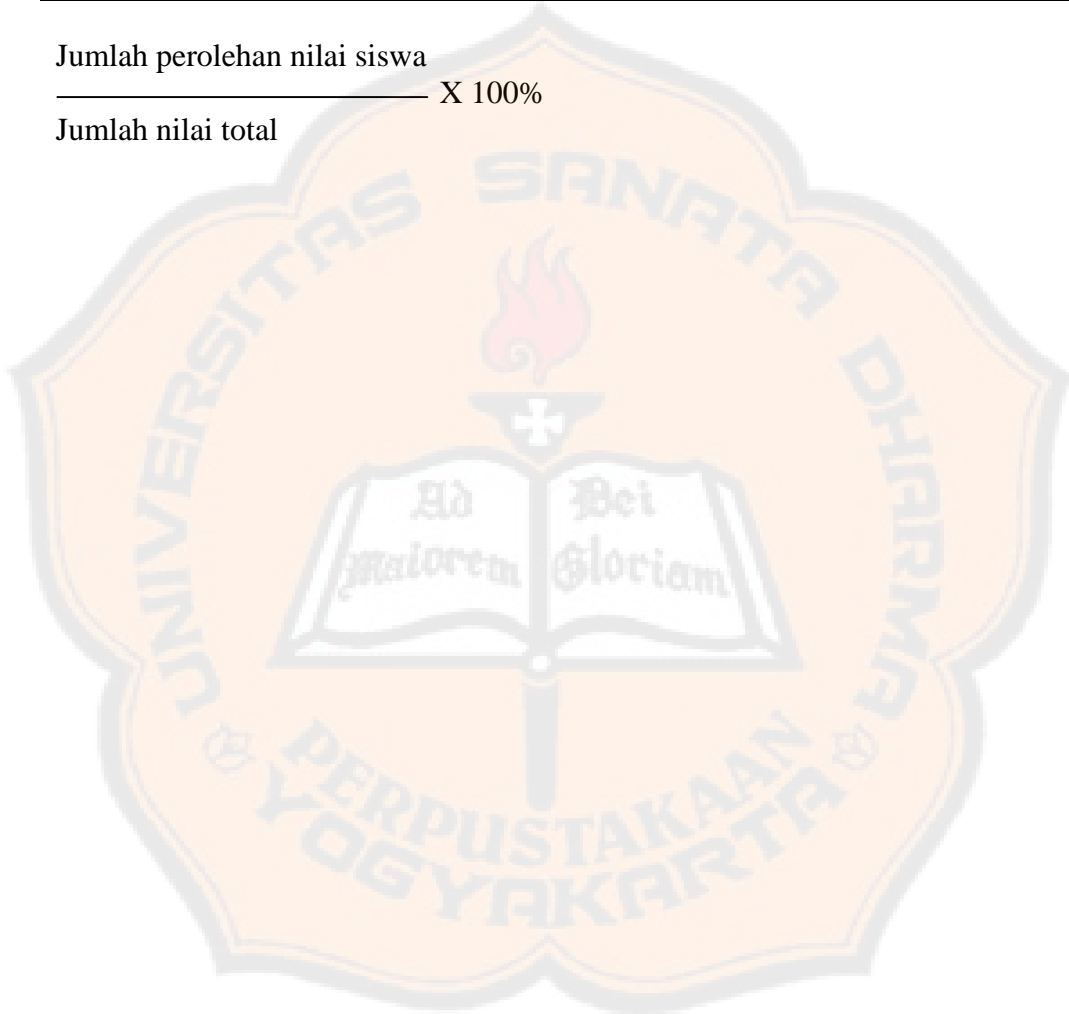 Jumlah perolehan nilai siswa
X 100%
Jumlah nilai total
UNIVERSITAS SANATA DHARMA
Ad Dei
Maiorem Gloriam
PERPUSTAKAAN
YOGYAKARTA